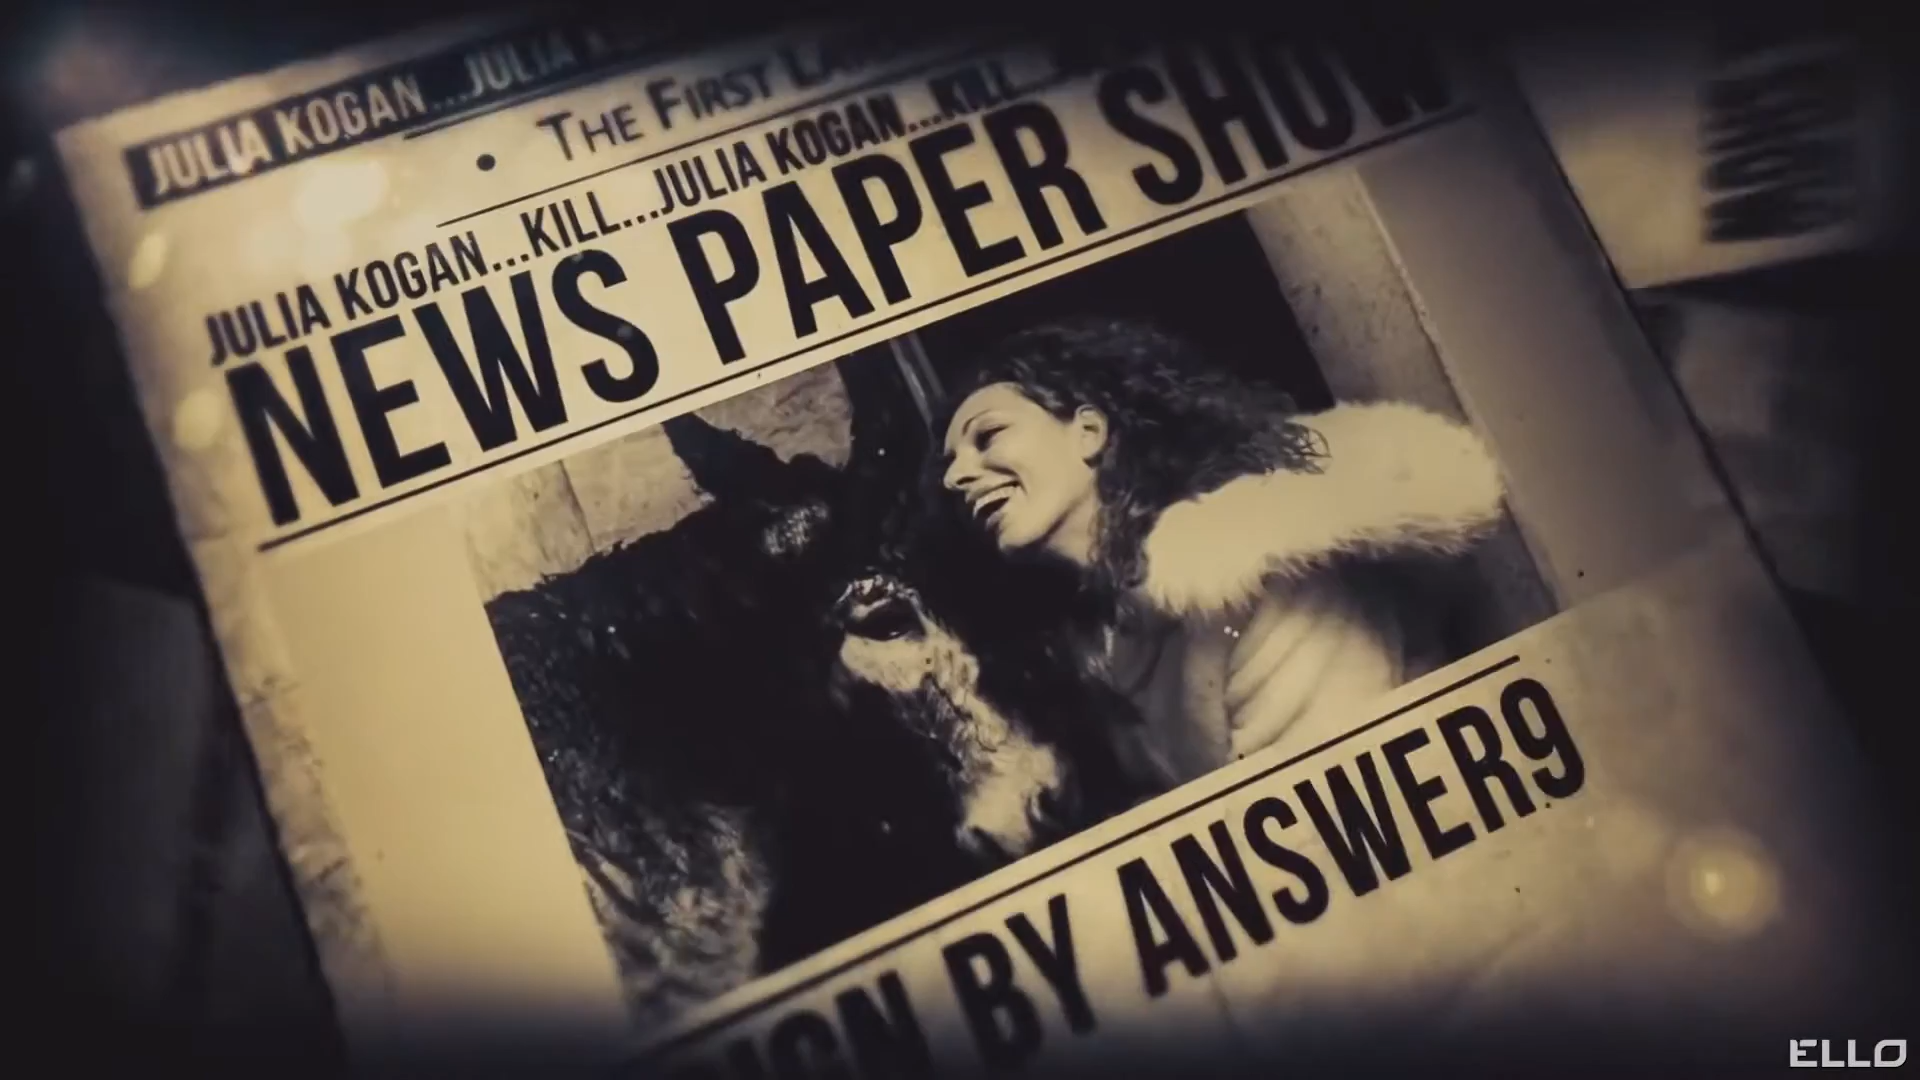 JULIA KOGAN...JULIA
THE FIRST
JULIA KOGAN...KILL...JULIA KOGAN...KILL
NEWS PAPER SHOW
BY ANSWER9
ELLO